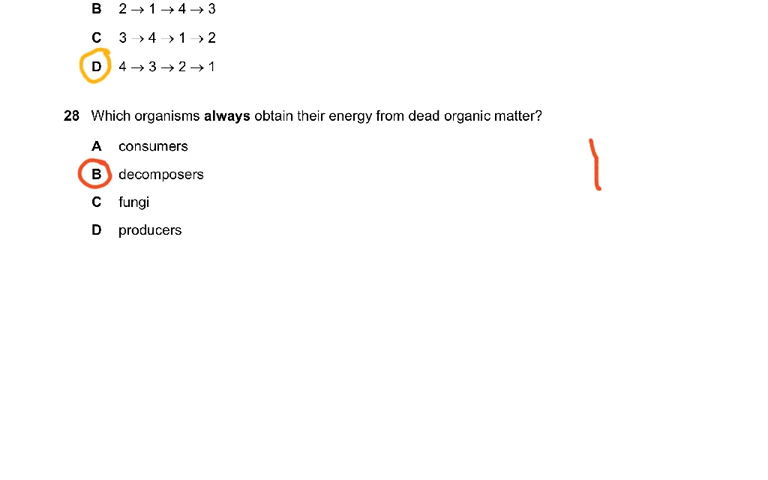 B 2 → 1 → 4 → 3
C 3 → 4 → 1 → 2
D 4 → 3 → 2 → 1
28 Which organisms always obtain their energy from dead organic matter?
A consumers
B decomposers
C fungi
D producers